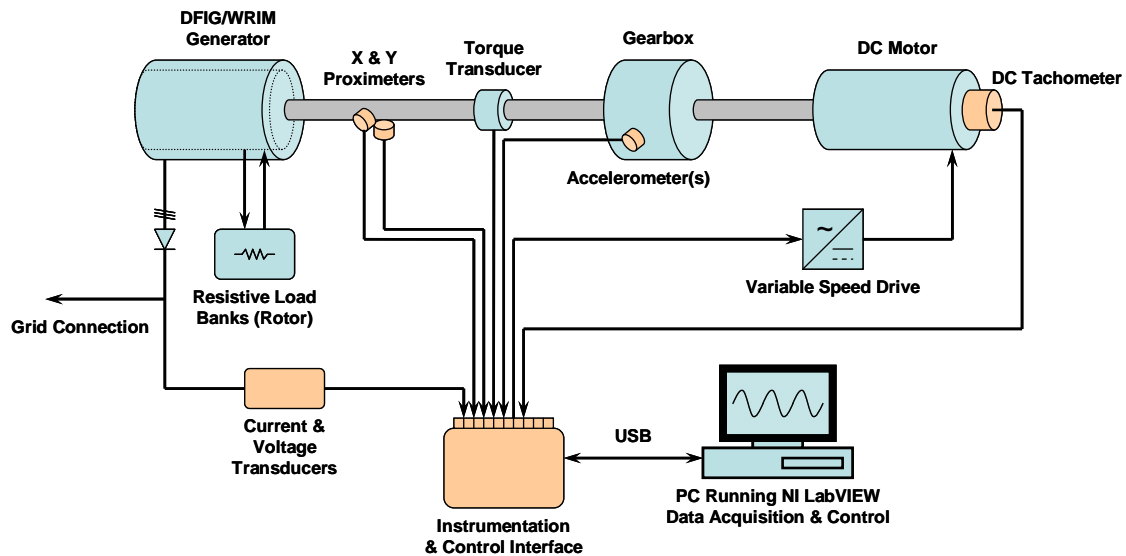 DFIG/WRIM
Generator
X & Y
Proximeters
Torque
Transducer
Gearbox
DC Motor
DC Tachometer
Accelerometer(s)
~
Variable Speed Drive
Resistive Load
Banks (Rotor)
Grid Connection
Current &
Voltage
Transducers
USB
Instrumentation
& Control Interface
PC Running NI LabVIEW
Data Acquisition & Control